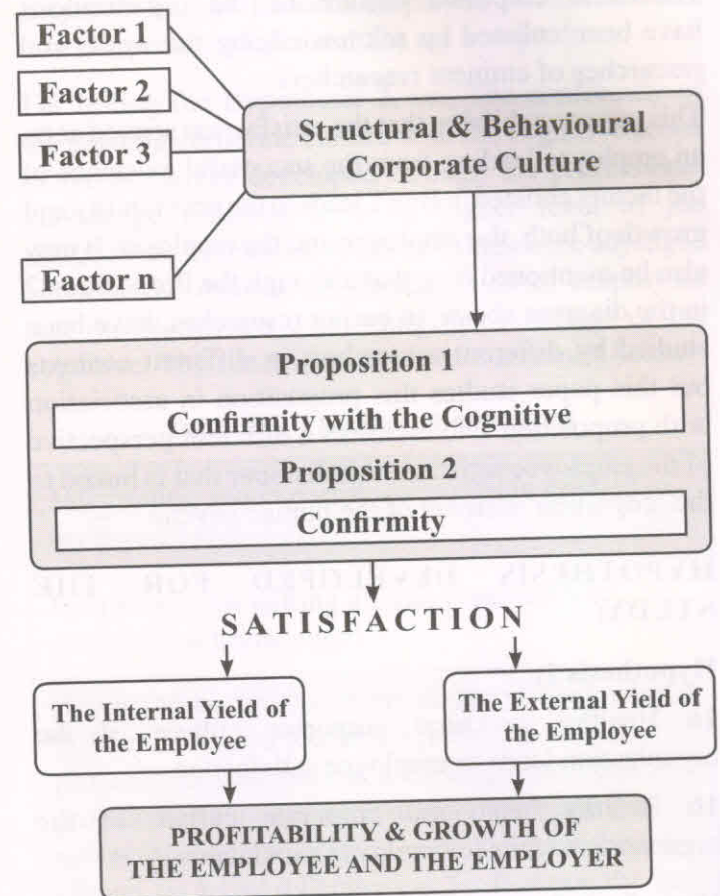 Factor 1
Factor 2
Factor 3
Factor n
Structural & Behavioural
Corporate Culture
Proposition 1
Confirmity with the Cognitive
Proposition 2
Confirmity
SATISFACTION
The Internal Yield of
the Employee
The External Yield of
the Employee
PROFITABILITY & GROWTH OF
THE EMPLOYEE AND THE EMPLOYER